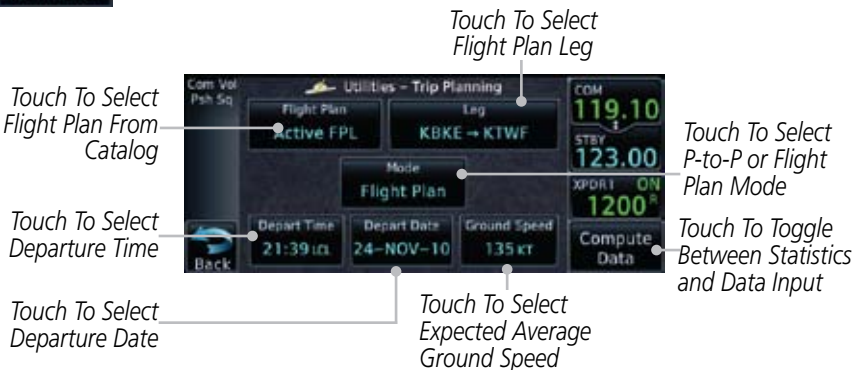 Touch To Select
Flight Plan Leg
Touch To Select
Flight Plan From
Catalog
Com Vol
Psh Sq
Utilities – Trip Planning
Flight Plan
Active FPL
Leg
KBKE → KTWF
Mode
Flight Plan
COM
119.10
STBY
123.00
XPDR1 ON
1200 R
Touch To Select
P-to-P or Flight
Plan Mode
Touch To Select
Departure Time
Depart Time
21:39 LCL
Depart Date
24-NOV-10
Ground Speed
135 KT
Compute
Data
Back
Touch To Toggle
Between Statistics
and Data Input
Touch To Select
Departure Date
Touch To Select
Expected Average
Ground Speed